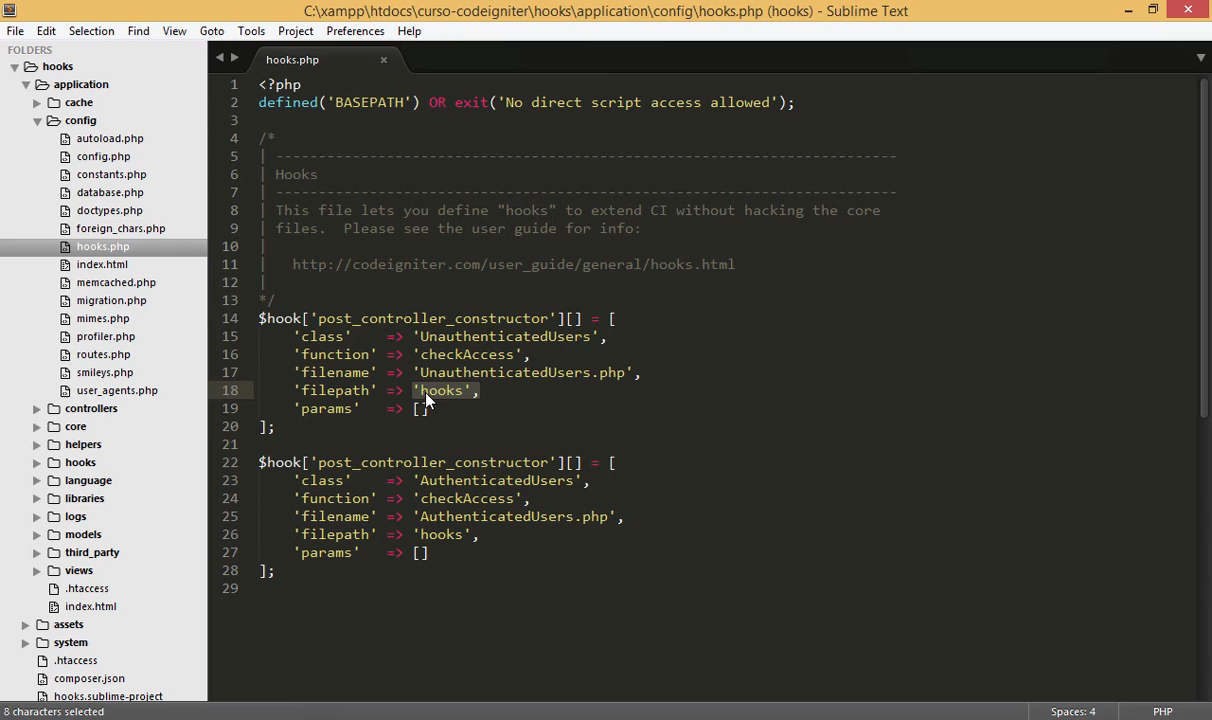 C:\xampp\htdocs\curso-codeigniter\hooks\application\config\hooks.php (hooks) - Sublime Text
File Edit Selection Find View Goto Tools Project Preferences Help
FOLDERS
hooks
application
cache
config
autoload.php
config.php
constants.php
database.php
doctypes.php
foreign_chars.php
hooks.php
index.html
memcached.php
migration.php
mimes.php
profiler.php
routes.php
smileys.php
user_agents.php
controllers
core
helpers
hooks
language
libraries
logs
models
third_party
views
.htaccess
index.html
assets
system
.htaccess
composer.json
hooks.sublime-project
hooks.php ×
1 <?php
2 defined('BASEPATH') OR exit('No direct script access allowed');
3
4 /*
5 | -------------------------------------------------------------------------
6 | Hooks
7 | -------------------------------------------------------------------------
8 | This file lets you define "hooks" to extend CI without hacking the core
9 | files.  Please see the user guide for info:
10 |
11 |   http://codeigniter.com/user_guide/general/hooks.html
12 |
13 */
14 $hook['post_controller_constructor'][] = [
15     'class'    => 'UnauthenticatedUsers',
16     'function' => 'checkAccess',
17     'filename' => 'UnauthenticatedUsers.php',
18     'filepath' => 'hooks',
19     'params'   => []
20 ];
21
22 $hook['post_controller_constructor'][] = [
23     'class'    => 'AuthenticatedUsers',
24     'function' => 'checkAccess',
25     'filename' => 'AuthenticatedUsers.php',
26     'filepath' => 'hooks',
27     'params'   => []
28 ];
29
8 characters selected Spaces: 4 PHP